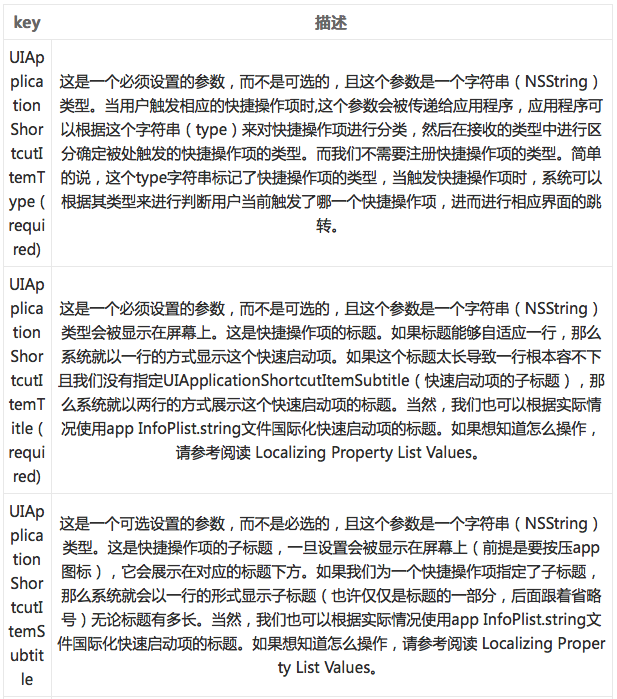 key
描述
UIAp
plica
tion
Shor
tcutI
temT
ype (
requi
red)
这是一个必须设置的参数，而不是可选的，且这个参数是一个字符串（NSString）
类型。当用户触发相应的快捷操作项时,这个参数会被传递给应用程序，应用程序可
以根据这个字符串（type）来对快捷操作项进行分类，然后在接收的类型中进行区
分确定被处触发的快捷操作项的类型。而我们不需要注册快捷操作项的类型。简单
的说，这个type字符串标记了快捷操作项的类型，当触发快捷操作项时，系统可以
根据其类型来进行判断用户当前触发了哪一个快捷操作项，进而进行相应界面的跳
转。
UIAp
plica
tion
Shor
tcutI
temT
itle (
requi
red)
这是一个必须设置的参数，而不是可选的，且这个参数是一个字符串（NSString）
类型会被显示在屏幕上。这是快捷操作项的标题。如果标题能够自适应一行，那么
系统就以一行的方式显示这个快速启动项。如果这个标题太长导致一行根本容不下
且我们没有指定UIApplicationShortcutItemSubtitle（快速启动项的子标题），那
么系统就以两行的方式展示这个快速启动项的标题。当然，我们也可以根据实际情
况使用app InfoPlist.string文件国际化快速启动项的标题。如果想知道怎么操作，
请参考阅读 Localizing Property List Values。
UIAp
plica
tion
Shor
tcutI
temS
ubtit
le
这是一个可选设置的参数，而不是必选的，且这个参数是一个字符串（NSString）
类型。这是快捷操作项的子标题，一旦设置会被显示在屏幕上（前提是要按压app
图标），它会展示在对应的标题下方。如果我们为一个快捷操作项指定了子标题，
那么系统就会以一行的形式显示子标题（也许仅仅是标题的一部分，后面跟着省略
号）无论标题有多长。当然，我们也可以根据实际情况使用app InfoPlist.string文
件国际化快速启动项的标题。如果想知道怎么操作，请参考阅读 Localizing Proper
ty List Values。